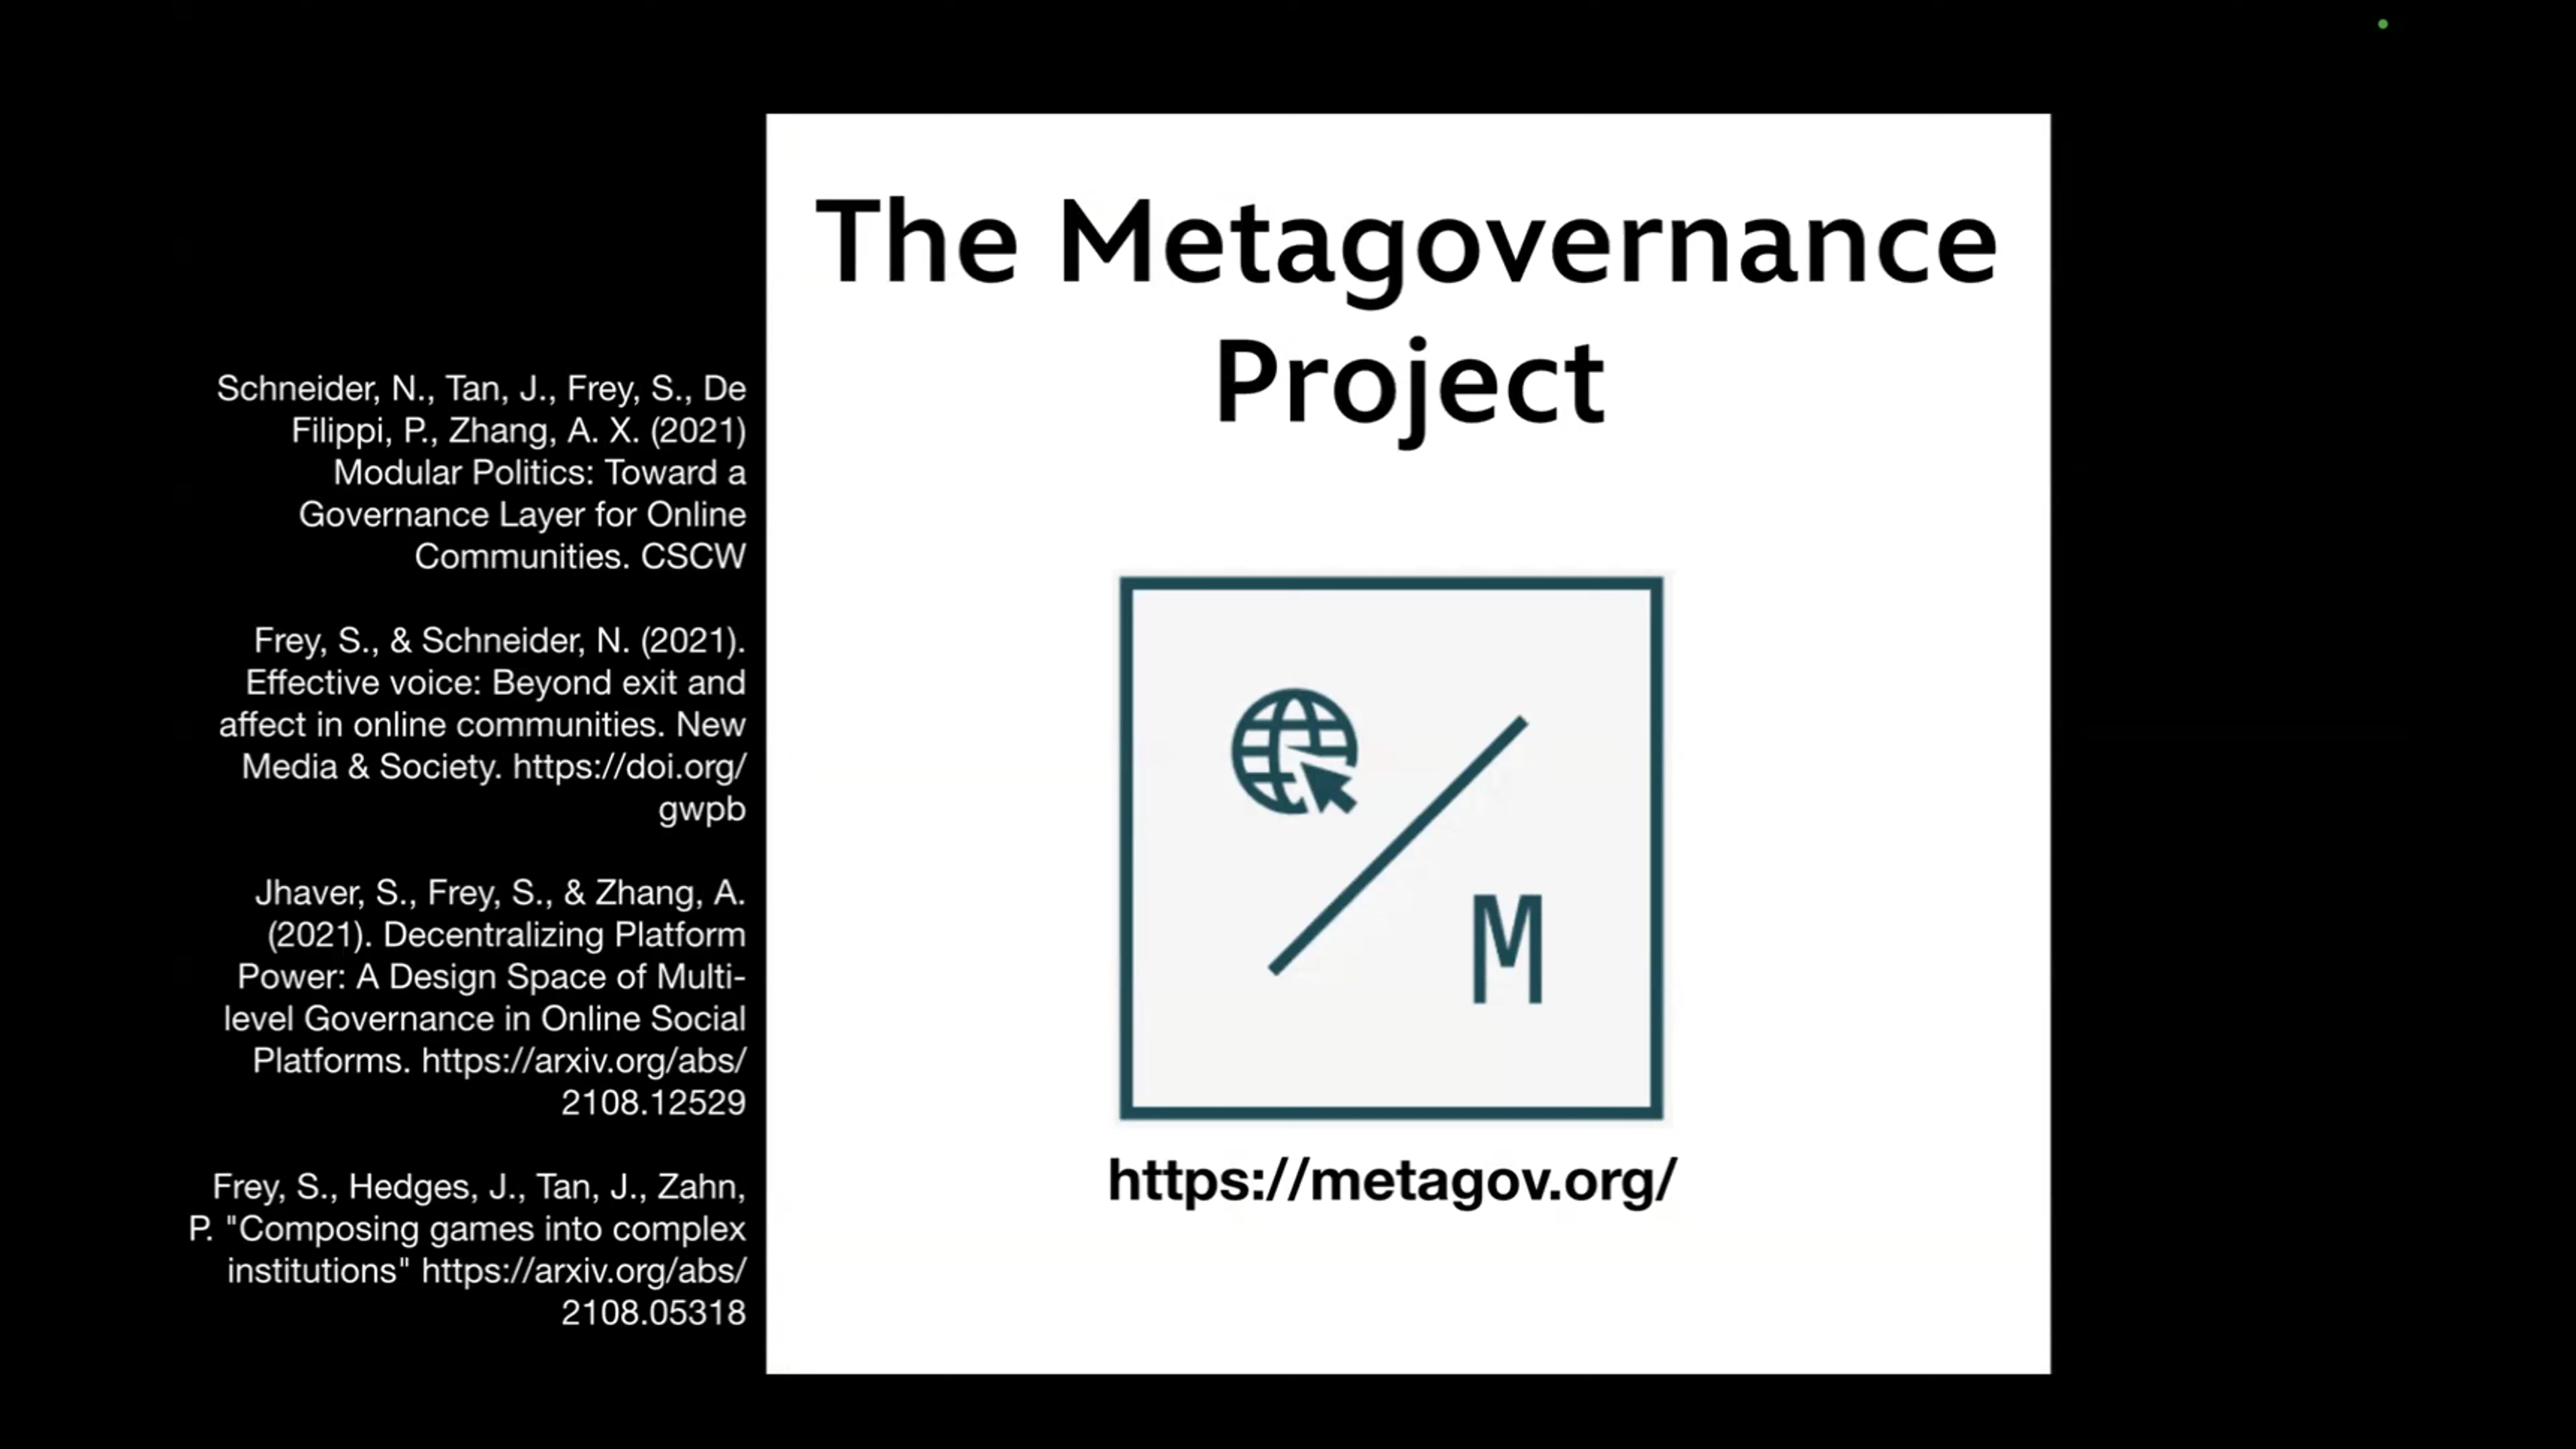 The Metagovernance
Project
Schneider, N., Tan, J., Frey, S., De
Filippi, P., Zhang, A. X. (2021)
Modular Politics: Toward a
Governance Layer for Online
Communities. CSCW
Frey, S., & Schneider, N. (2021).
Effective voice: Beyond exit and
affect in online communities. New
Media & Society. https://doi.org/
gwpb
Jhaver, S., Frey, S., & Zhang, A.
(2021). Decentralizing Platform
Power: A Design Space of Multi-
level Governance in Online Social
Platforms. https://arxiv.org/abs/
2108.12529
Frey, S., Hedges, J., Tan, J., Zahn,
P. "Composing games into complex
institutions" https://arxiv.org/abs/
2108.05318
M
https://metagov.org/